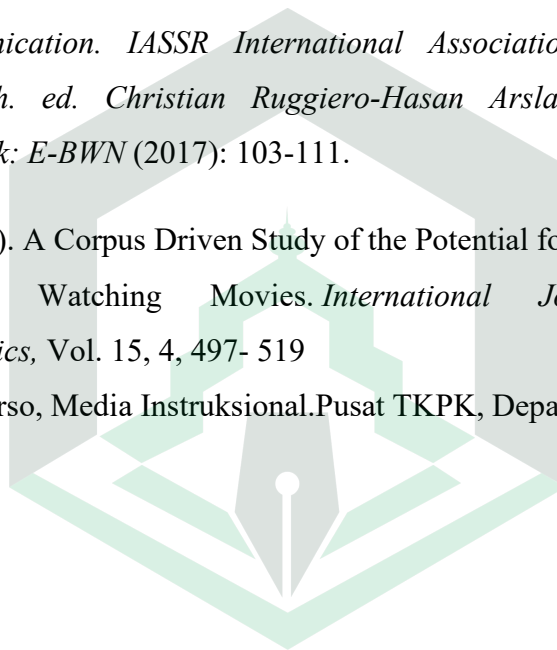 nication. IASSR International Associatio
h. ed. Christian Ruggiero-Hasan Arsla
k: E-BWN (2017): 103-111.
). A Corpus Driven Study of the Potential fo
Watching Movies. International Jo
ics, Vol. 15, 4, 497- 519
rso, Media Instruksional.Pusat TKPK, Depa